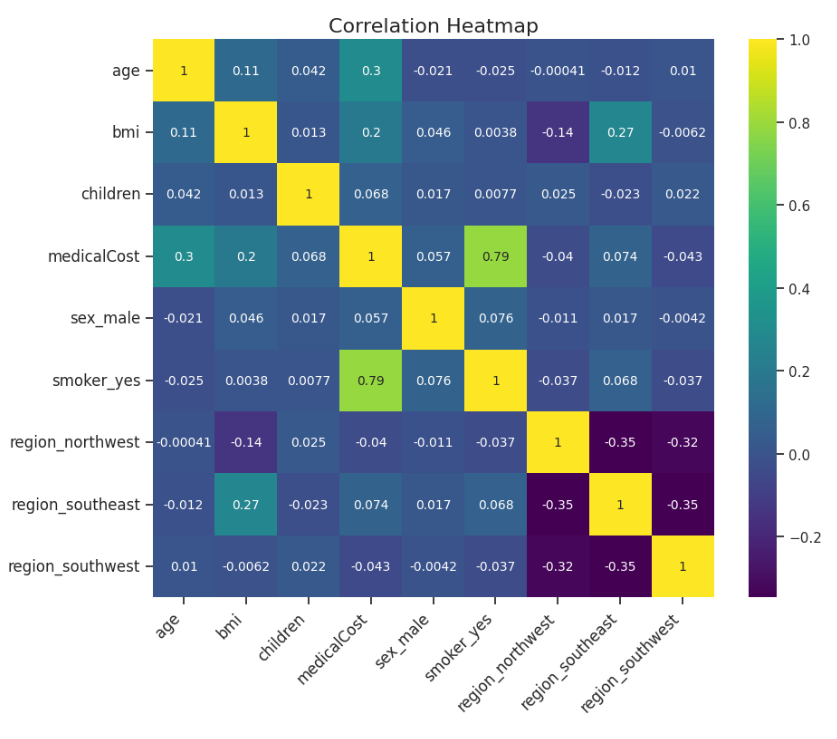 Correlation Heatmap
age 1 0.11 0.042 0.3 -0.021 -0.025 -0.00041 -0.012 0.01
bmi 0.11 1 0.013 0.2 0.046 0.0038 -0.14 0.27 -0.0062
children 0.042 0.013 1 0.068 0.017 0.0077 0.025 -0.023 0.022
medicalCost 0.3 0.2 0.068 1 0.057 0.79 -0.04 0.074 -0.043
sex_male -0.021 0.046 0.017 0.057 1 0.076 -0.011 0.017 -0.0042
smoker_yes -0.025 0.0038 0.0077 0.79 0.076 1 -0.037 0.068 -0.037
region_northwest -0.00041 -0.14 0.025 -0.04 -0.011 -0.037 1 -0.35 -0.32
region_southeast -0.012 0.27 -0.023 0.074 0.017 0.068 -0.35 1 -0.35
region_southwest 0.01 -0.0062 0.022 -0.043 -0.0042 -0.037 -0.32 -0.35 1
age bmi children medicalCost sex_male smoker_yes region_northwest region_southeast region_southwest
1.0
0.8
0.6
0.4
0.2
0.0
−0.2